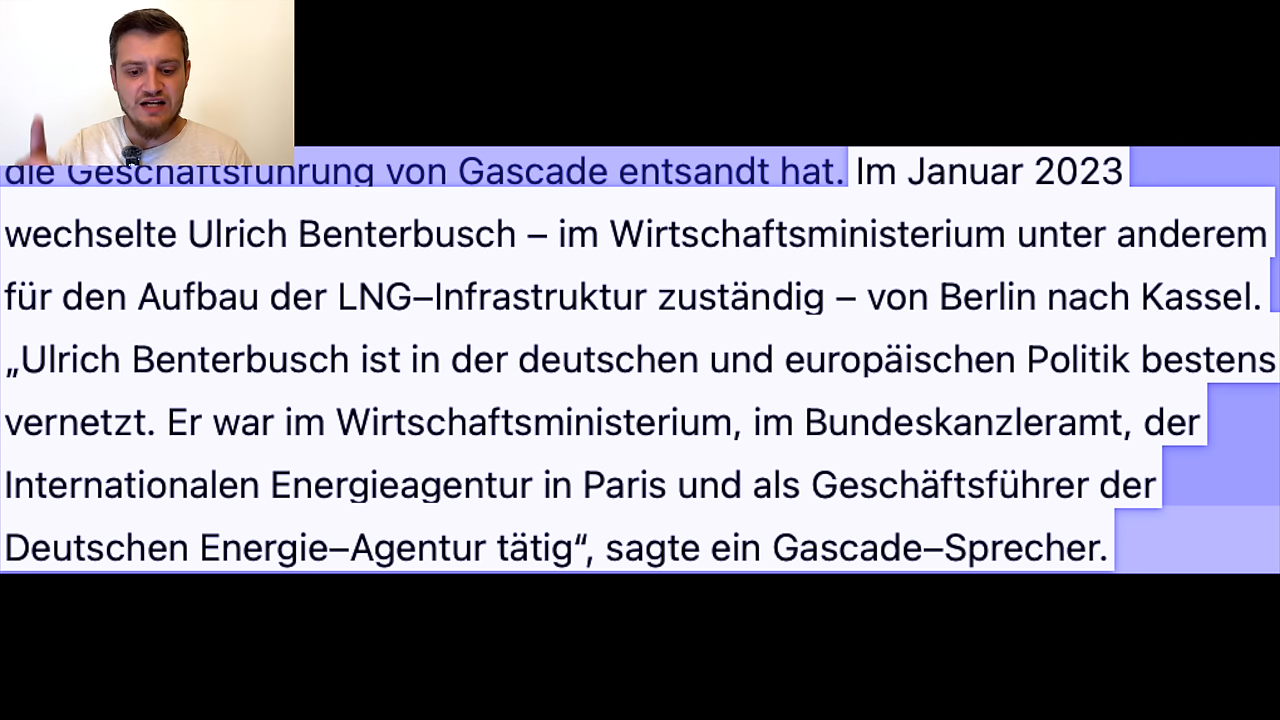 die Geschäftsführung von Gascade entsandt hat. Im Januar 2023
wechselte Ulrich Benterbusch – im Wirtschaftsministerium unter anderem
für den Aufbau der LNG–Infrastruktur zuständig – von Berlin nach Kassel.
„Ulrich Benterbusch ist in der deutschen und europäischen Politik bestens
vernetzt. Er war im Wirtschaftsministerium, im Bundeskanzleramt, der
Internationalen Energieagentur in Paris und als Geschäftsführer der
Deutschen Energie–Agentur tätig“, sagte ein Gascade–Sprecher.